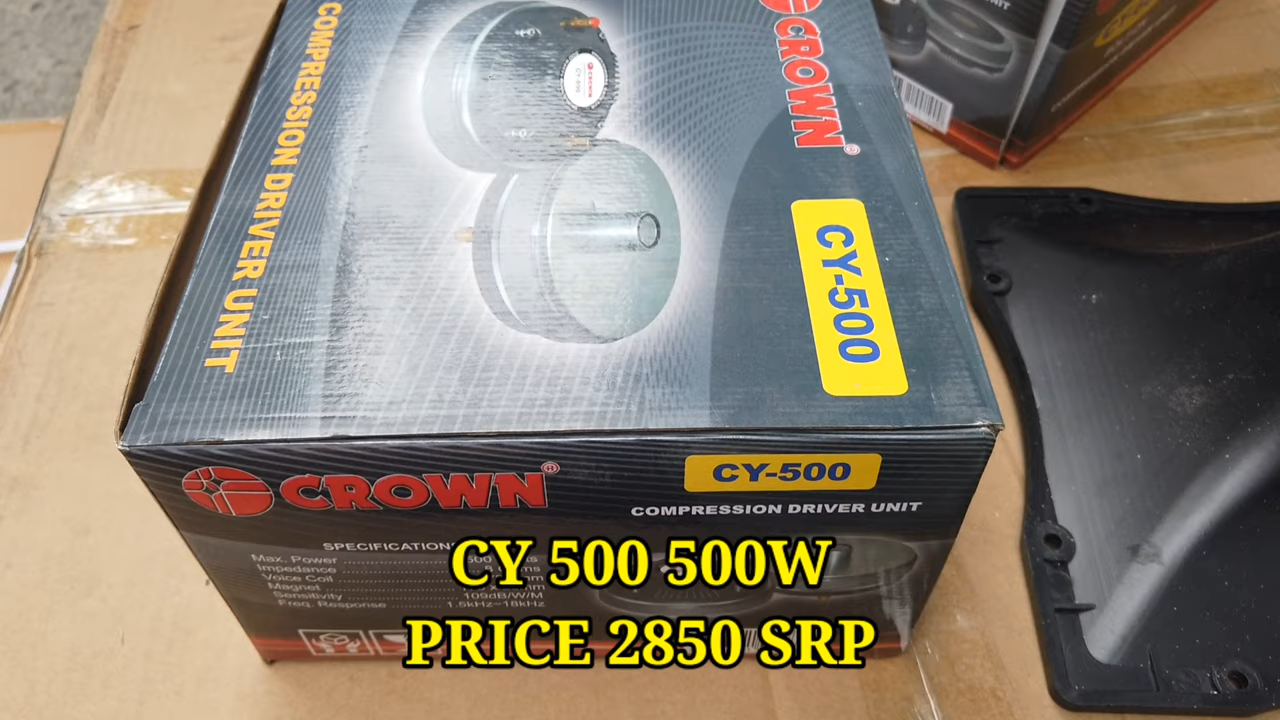 COMPRESSION DRIVER UNIT
CROWN®
CY-500
CROWN®
CY-500
COMPRESSION DRIVER UNIT
SPECIFICATION
Max. Power
Impedance
Voice Coil
Magnet
Sensitivity 109dB/W/M
Freq. Response 1.5kHz~18kHz
CY 500 500W
PRICE 2850 SRP